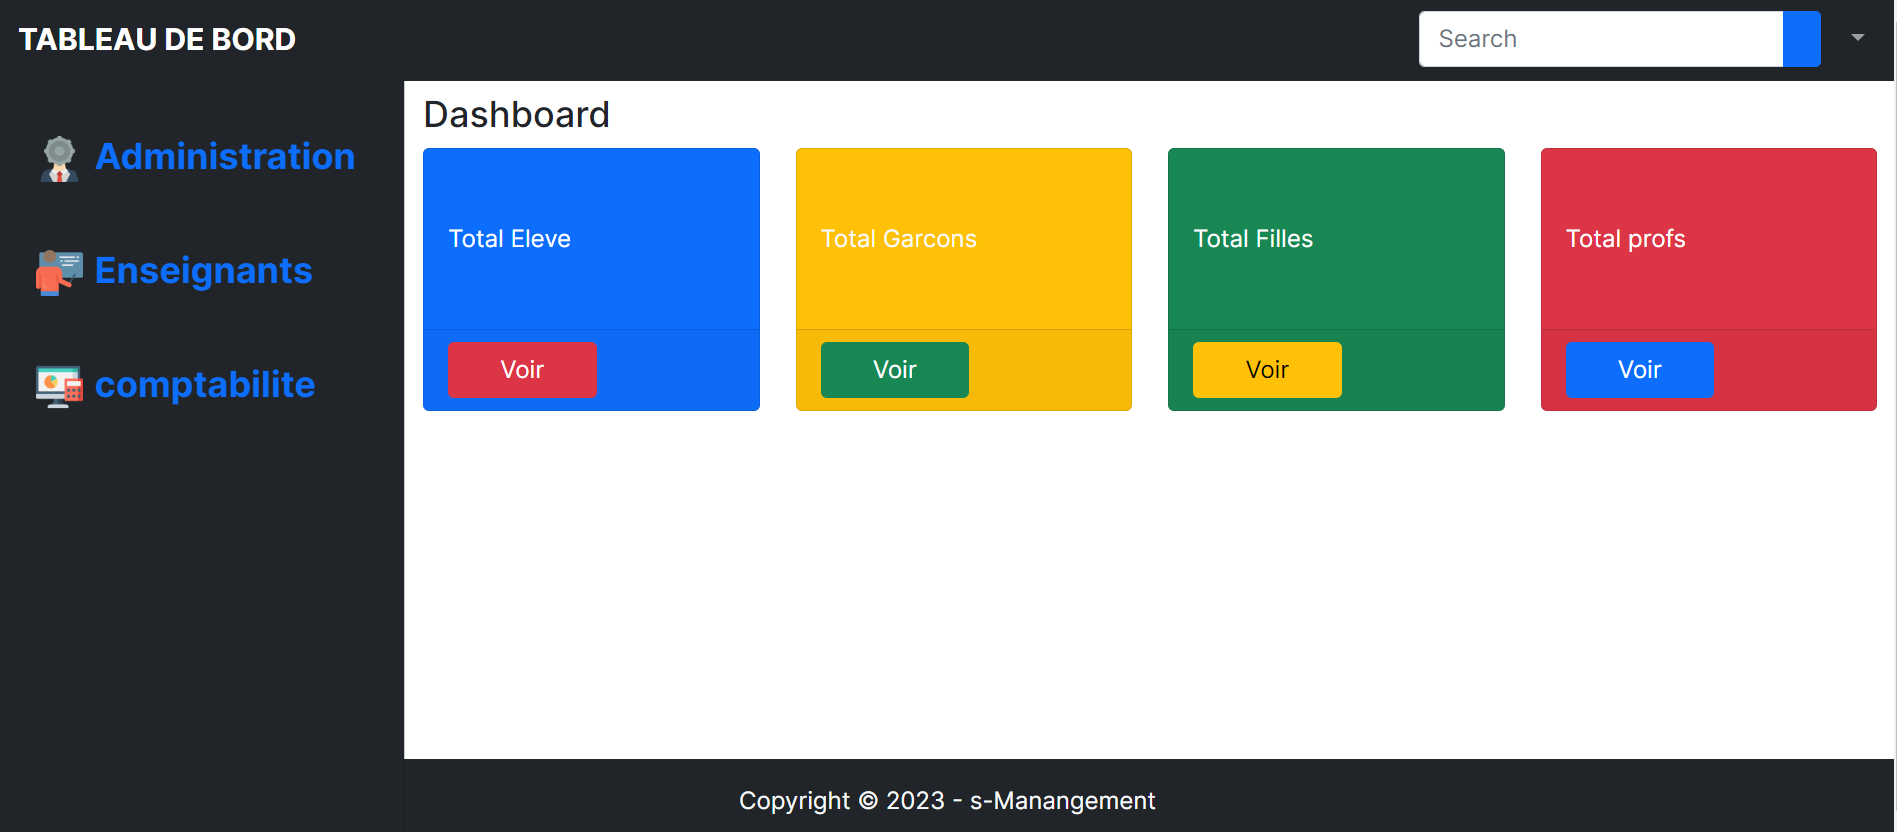 TABLEAU DE BORD
Search
Administration
Enseignants
comptabilite
Dashboard
Total Eleve
Voir
Total Garcons
Voir
Total Filles
Voir
Total profs
Voir
Copyright © 2023 - s-Manangement